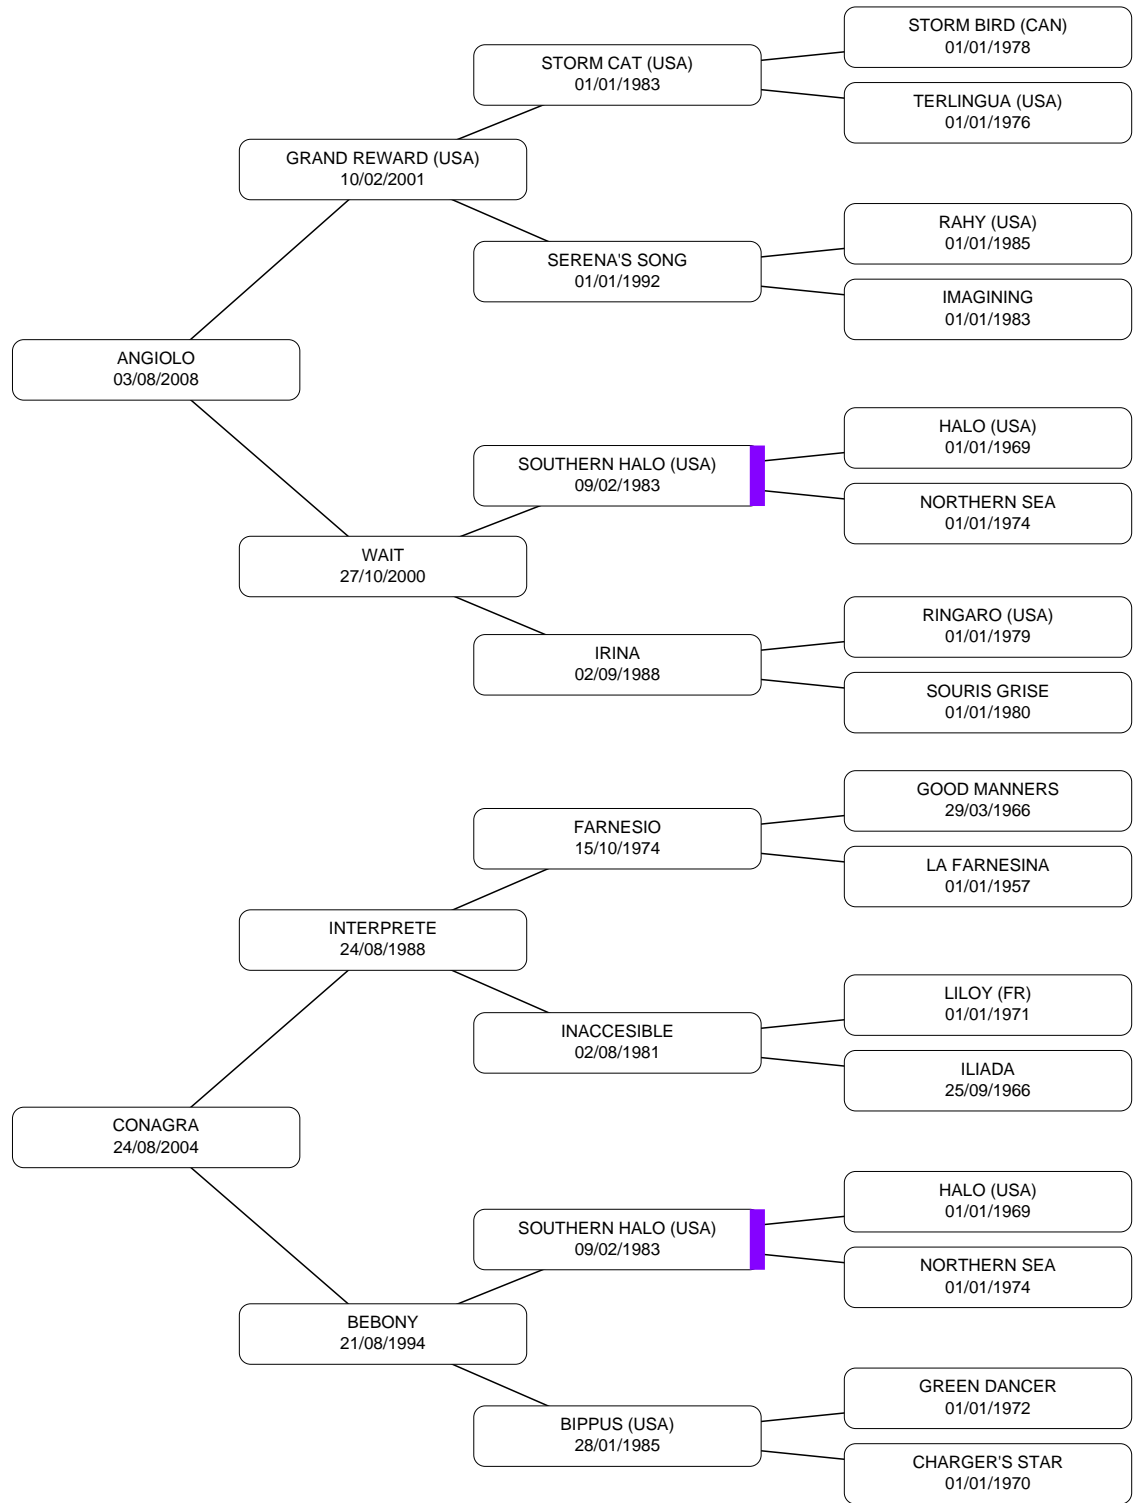 STORM BIRD (CAN)
01/01/1978
STORM CAT (USA)
01/01/1983
TERLINGUA (USA)
01/01/1976
GRAND REWARD (USA)
10/02/2001
RAHY (USA)
01/01/1985
SERENA'S SONG
01/01/1992
IMAGINING
01/01/1983
ANGIOLO
03/08/2008
HALO (USA)
01/01/1969
SOUTHERN HALO (USA)
09/02/1983
NORTHERN SEA
01/01/1974
WAIT
27/10/2000
RINGARO (USA)
01/01/1979
IRINA
02/09/1988
SOURIS GRISE
01/01/1980
GOOD MANNERS
29/03/1966
FARNESIO
15/10/1974
LA FARNESINA
01/01/1957
INTERPRETE
24/08/1988
LILOY (FR)
01/01/1971
INACCESIBLE
02/08/1981
ILIADA
25/09/1966
CONAGRA
24/08/2004
HALO (USA)
01/01/1969
SOUTHERN HALO (USA)
09/02/1983
NORTHERN SEA
01/01/1974
BEBONY
21/08/1994
GREEN DANCER
01/01/1972
BIPPUS (USA)
28/01/1985
CHARGER'S STAR
01/01/1970